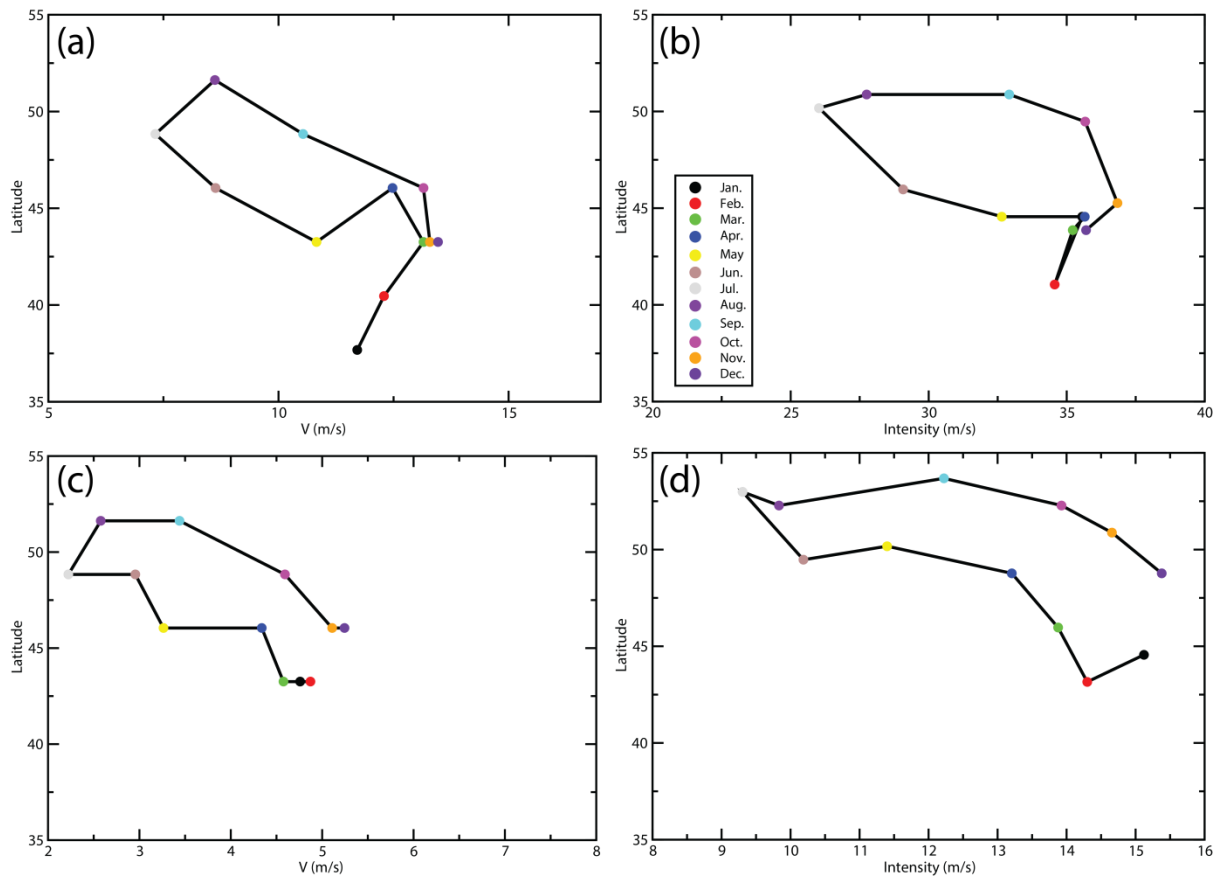 (a)
55
50
45
40
35
Latitude
5
10
15
V (m/s)
(b)
55
50
45
40
35
Latitude
20
25
30
35
40
Intensity (m/s)
Jan.
Feb.
Mar.
Apr.
May
Jun.
Jul.
Aug.
Sep.
Oct.
Nov.
Dec.
(c)
55
50
45
40
35
Latitude
2
3
4
5
6
7
8
V (m/s)
(d)
55
50
45
40
35
Latitude
8
9
10
11
12
13
14
15
16
Intensity (m/s)